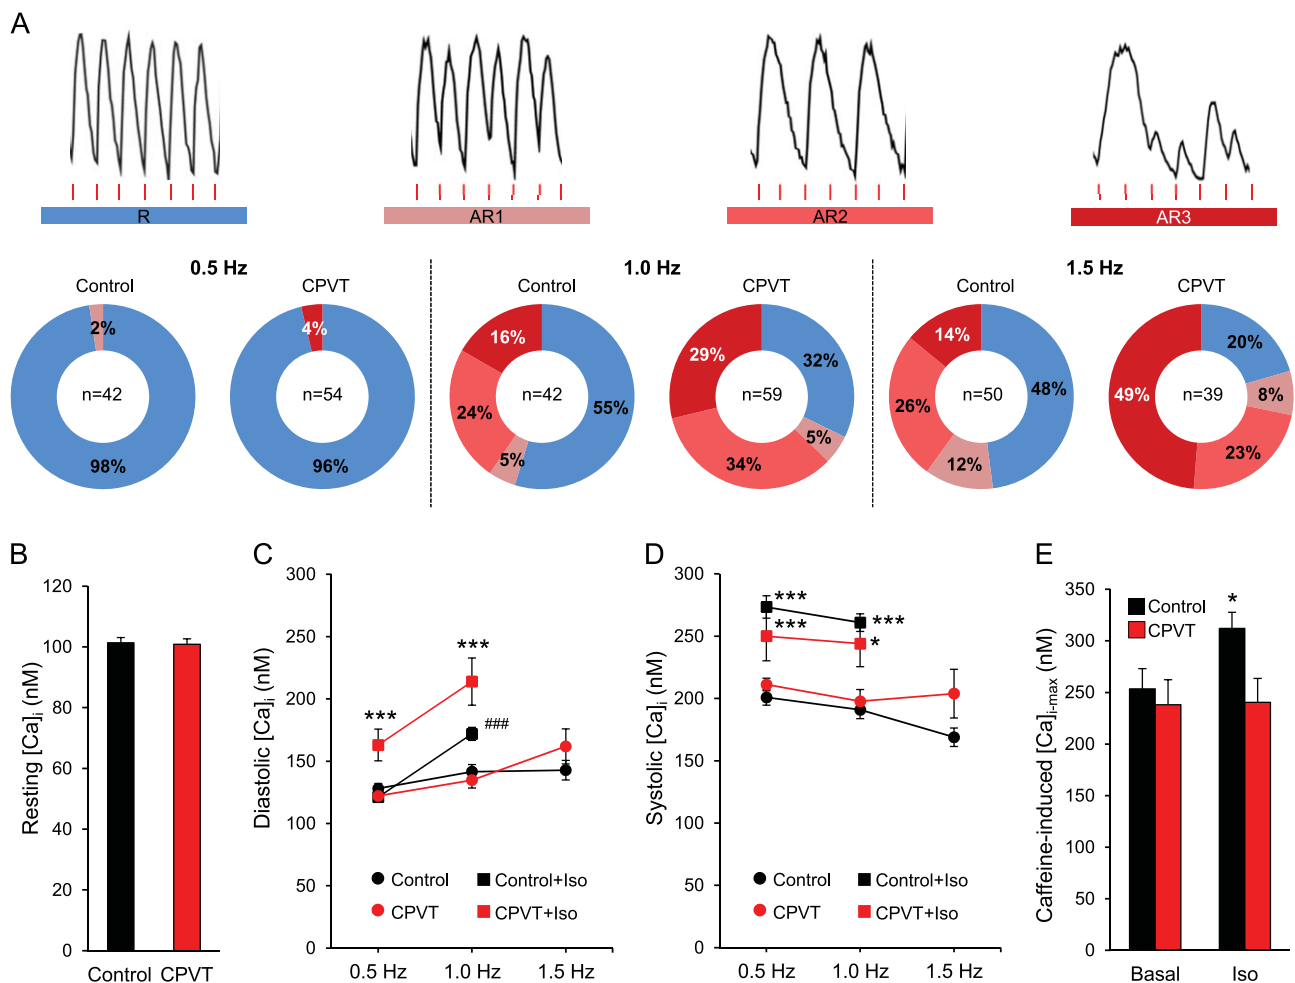 A
R AR1 AR2 AR3
0.5 Hz 1.0 Hz 1.5 Hz
Control CPVT Control CPVT Control CPVT
2%
n=42
98%
4%
n=54
96%
16%
24%
n=42
55%
5%
29%
n=59
32%
5%
34%
14%
26%
n=50
48%
12%
49%
n=39
20%
8%
23%
B
Resting [Ca]i (nM)
120
100
80
60
40
20
0
Control CPVT
C
Diastolic [Ca]i (nM)
300
250
200
150
100
50
0
***
***
###
Control Control+Iso
CPVT CPVT+Iso
0.5 Hz 1.0 Hz 1.5 Hz
D
Systolic [Ca]i (nM)
300
250
200
150
100
50
0
***
***
***
*
Control Control+Iso
CPVT CPVT+Iso
0.5 Hz 1.0 Hz 1.5 Hz
E
Caffeine-induced [Ca]i-max (nM)
350
300
250
200
150
100
50
0
Control
CPVT
*
Basal Iso